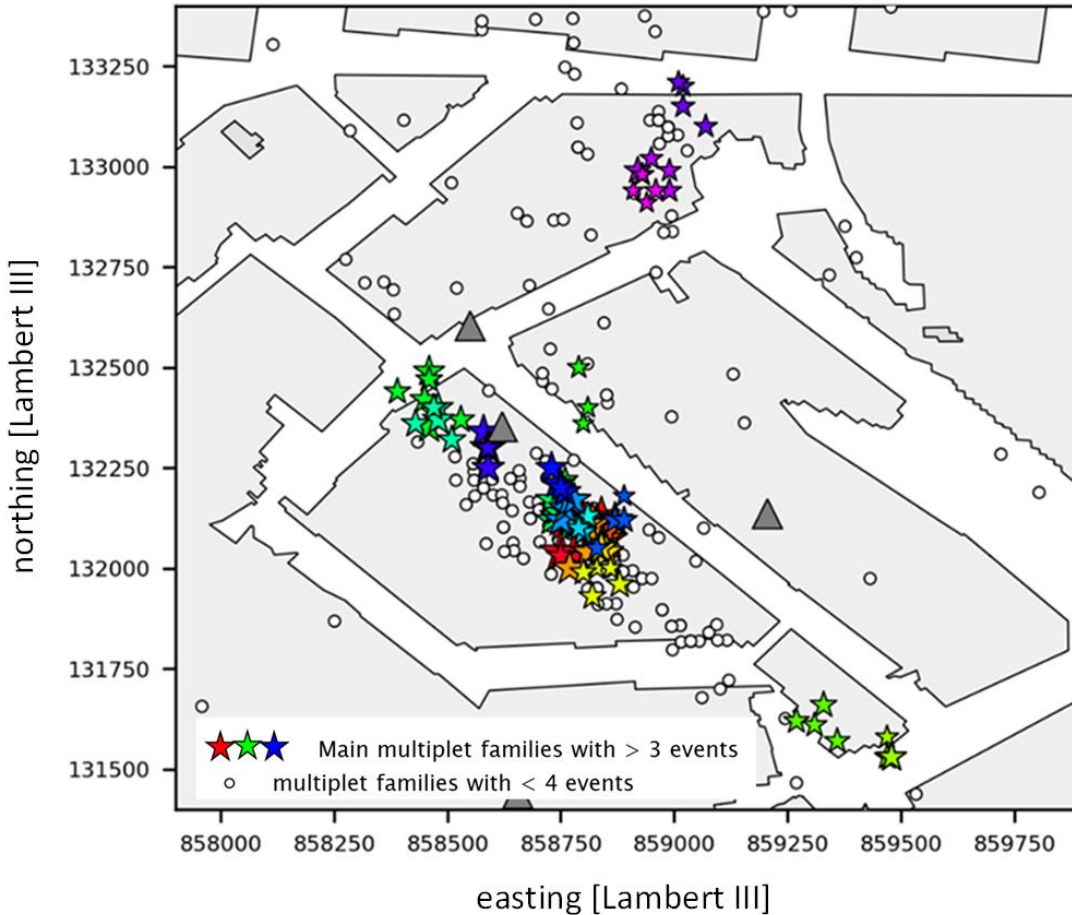 northing [Lambert III]
133250
133000
132750
132500
132250
132000
131750
131500
Main multiplet families with > 3 events
multiplet families with < 4 events
858000 858250 858500 858750 859000 859250 859500 859750
easting [Lambert III]